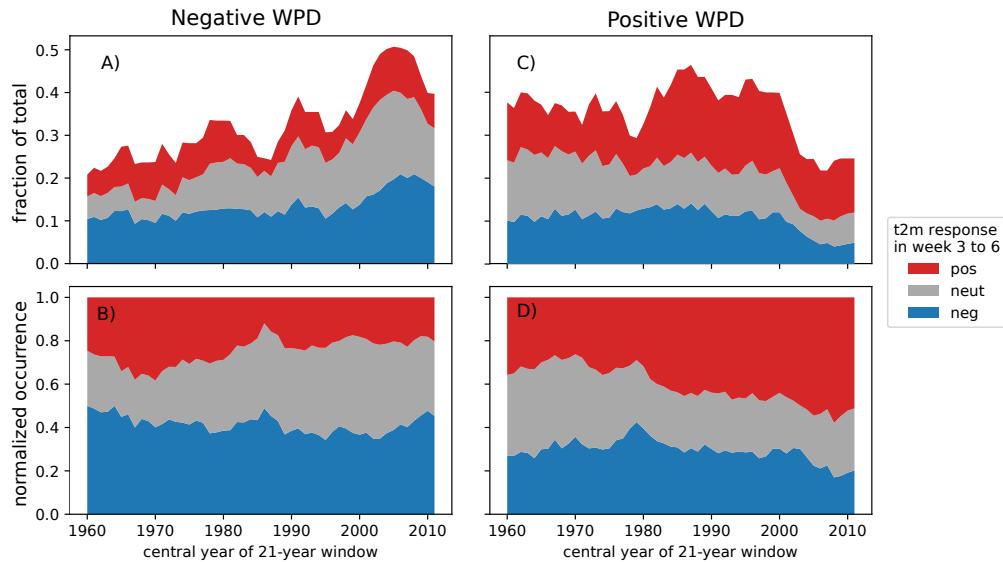 Negative WPD
Positive WPD
A)
C)
fraction of total
0.5
0.4
0.3
0.2
0.1
0.0
B)
D)
normalized occurrence
1.0
0.8
0.6
0.4
0.2
0.0
1960 1970 1980 1990 2000 2010
1960 1970 1980 1990 2000 2010
central year of 21-year window
central year of 21-year window
t2m response
in week 3 to 6
pos
neut
neg